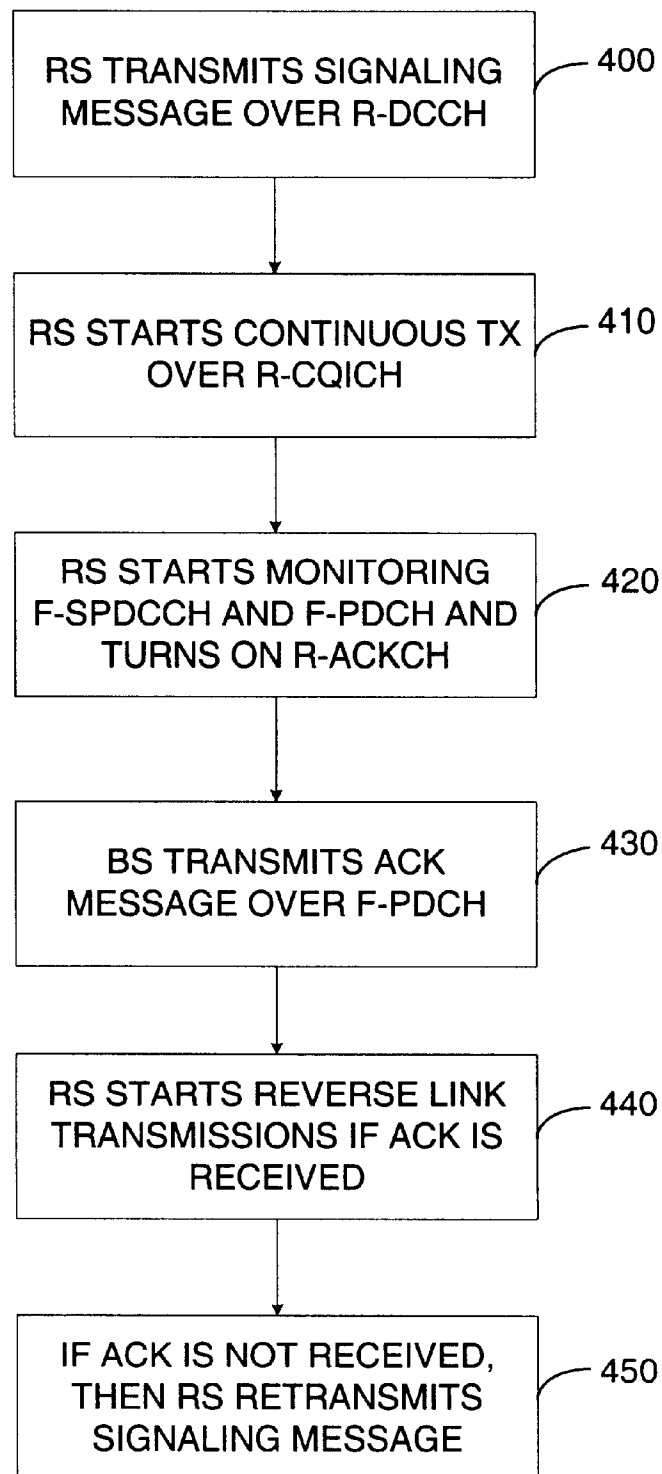 RS TRANSMITS SIGNALING
MESSAGE OVER R-DCCH
400
RS STARTS CONTINUOUS TX
OVER R-CQICH
410
RS STARTS MONITORING
F-SPDCCH AND F-PDCH AND
TURNS ON R-ACKCH
420
BS TRANSMITS ACK
MESSAGE OVER F-PDCH
430
RS STARTS REVERSE LINK
TRANSMISSIONS IF ACK IS
RECEIVED
440
IF ACK IS NOT RECEIVED,
THEN RS RETRANSMITS
SIGNALING MESSAGE
450